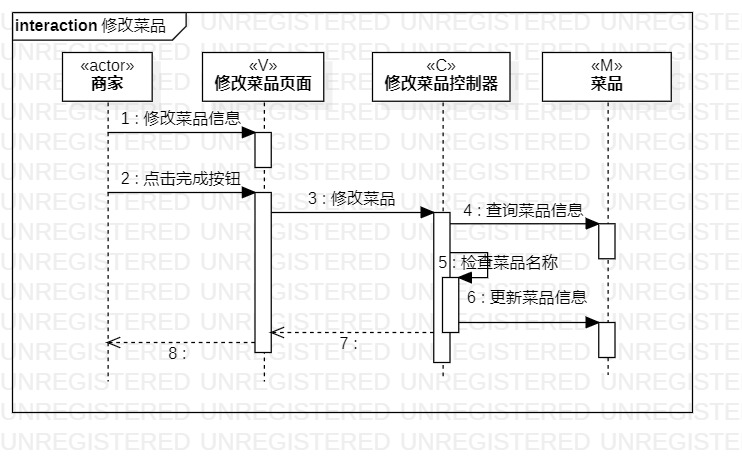 interaction 修改菜品
«actor»
商家
«V»
修改菜品页面
«C»
修改菜品控制器
«M»
菜品
1 : 修改菜品信息
2 : 点击完成按钮
3 : 修改菜品
4 : 查询菜品信息
5 : 检查菜品名称
6 : 更新菜品信息
7 :
8 :
UNREGISTERED UNREGISTERED UNREGISTERED UNREGISTERED